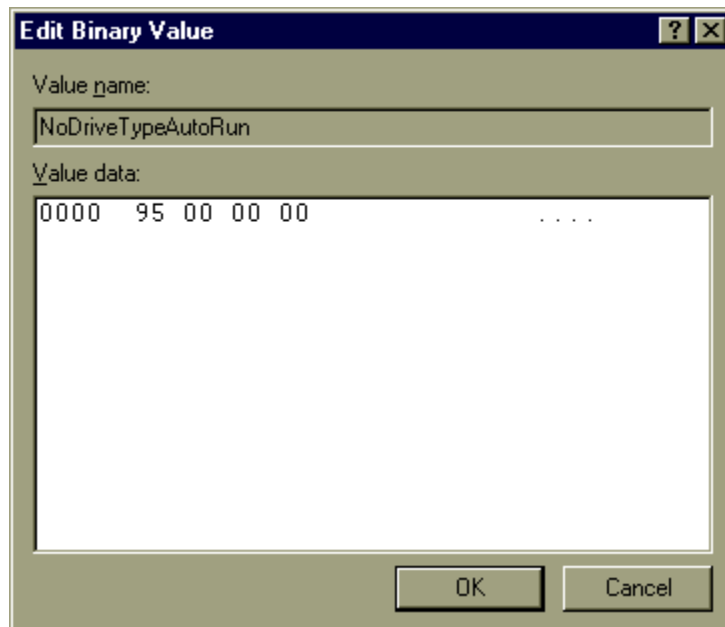 Edit Binary Value
Value name:
NoDriveTypeAutoRun
Value data:
0000 95 00 00 00 ....
OK Cancel